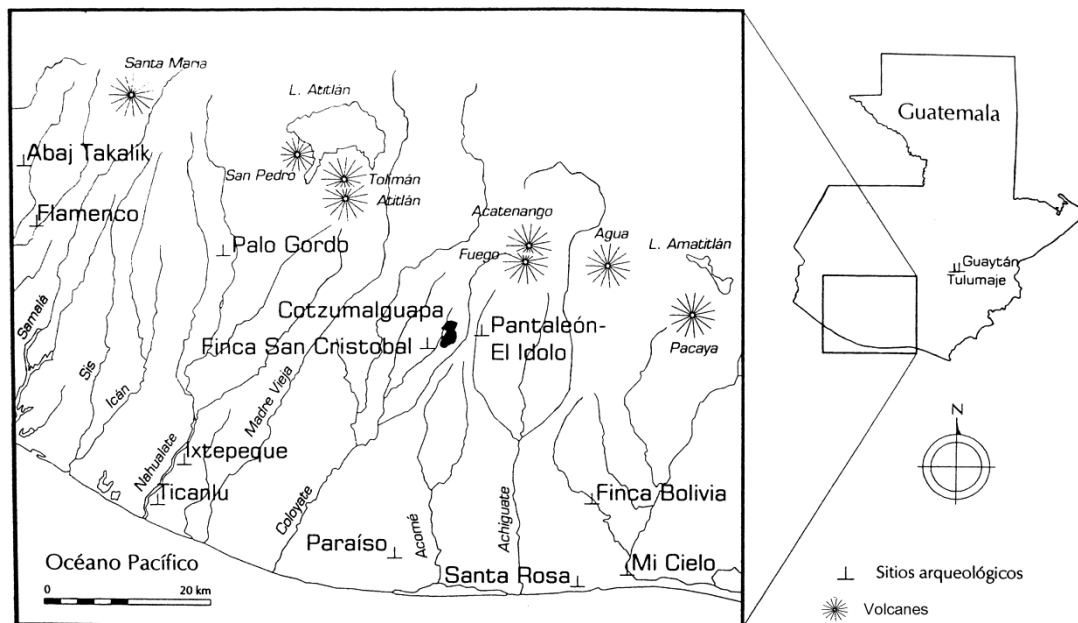 Santa Maria
L. Atitlán
Abaj Takalik
San Pedro
Tolimán
Atitlán
Flamenco
Palo Gordo
Acatenango
Fuego
Agua
L. Amatitlán
Cotzumalguapa
Finca San Cristobal
Pantaleón-
El Idolo
Pacaya
Samalá
Sis
Icán
Nahualate
Madre Vieja
Ixtepeque
Ticanlu
Coloyate
Acomé
Achiguate
Finca Bolivia
Paraíso
Santa Rosa
Mi Cielo
Océano Pacífico
0 20 km
Guatemala
Guaytán
Tulumaje
N
Sitios arqueológicos
Volcanes